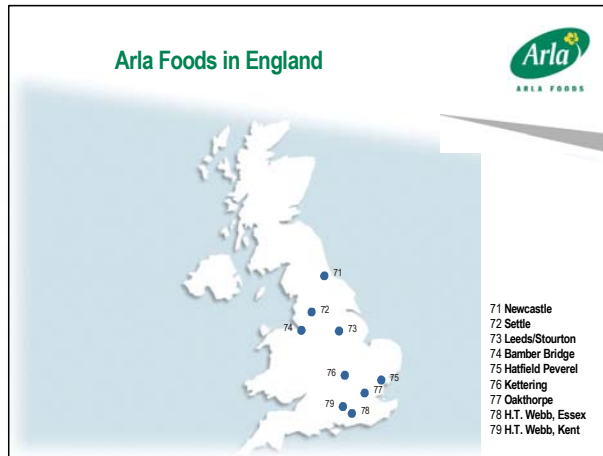 Arla Foods in England
Arla
ARLA FOODS
71
72
74
73
76
75
77
79
78
71 Newcastle
72 Settle
73 Leeds/Stourton
74 Bamber Bridge
75 Hatfield Peverel
76 Kettering
77 Oakthorpe
78 H.T. Webb, Essex
79 H.T. Webb, Kent